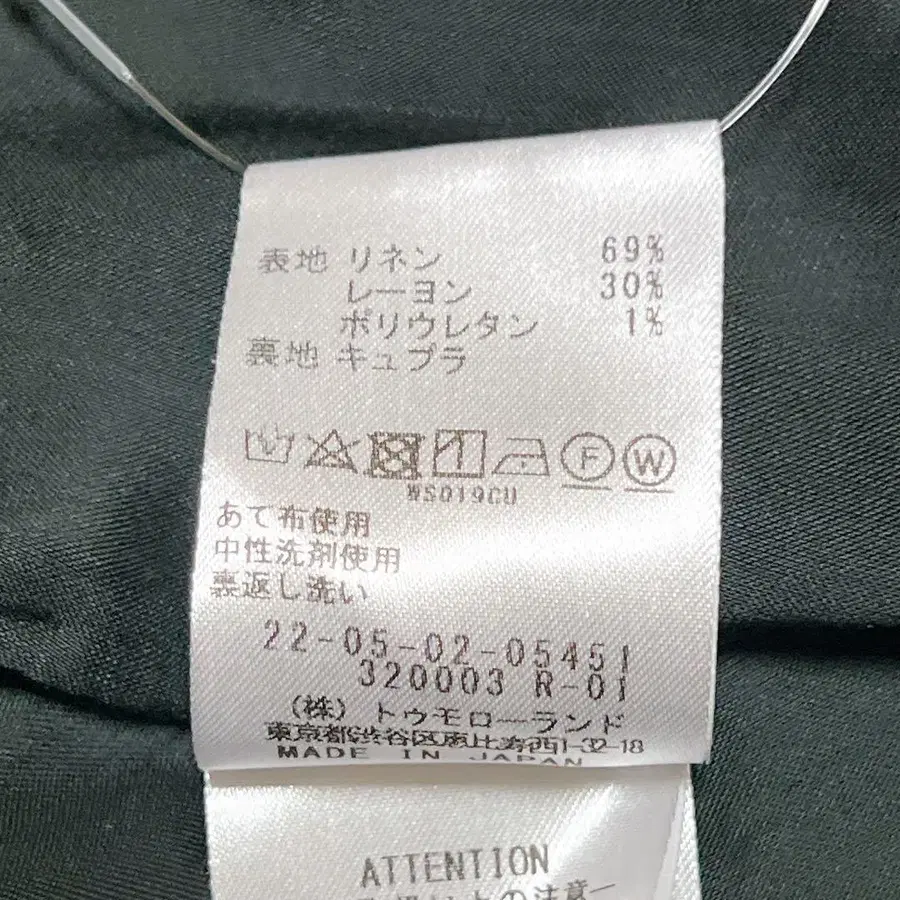 表地 リネン 69%
レーヨン 30%
ポリウレタン 1%
裏地 キュプラ
F W
WS019CU
あて布使用
中性洗剤使用
裏返し洗い
22-05-02-05451
320003 R-01
(株) トゥモローランド
東京都渋谷区恵比寿西1-32-18
MADE IN JAPAN
ATTENTION
の注意